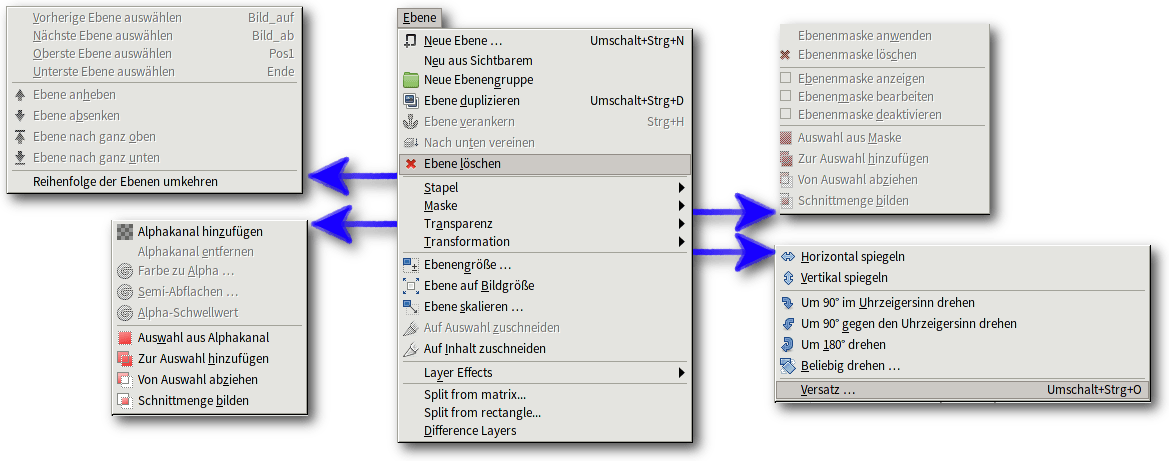 Vorherige Ebene auswählen Bild_auf
Nächste Ebene auswählen Bild_ab
Oberste Ebene auswählen Pos1
Unterste Ebene auswählen Ende
Ebene anheben
Ebene absenken
Ebene nach ganz oben
Ebene nach ganz unten
Reihenfolge der Ebenen umkehren
Alphakanal hinzufügen
Alphakanal entfernen
Farbe zu Alpha ...
Semi-Abflachen ...
Alpha-Schwellwert
Auswahl aus Alphakanal
Zur Auswahl hinzufügen
Von Auswahl abziehen
Schnittmenge bilden
Ebene
Neue Ebene ... Umschalt+Strg+N
Neu aus Sichtbarem
Neue Ebenengruppe
Ebene duplizieren Umschalt+Strg+D
Ebene verankern Strg+H
Nach unten vereinen
Ebene löschen
Stapel
Maske
Transparenz
Transformation
Ebenengröße ...
Ebene auf Bildgröße
Ebene skalieren ...
Auf Auswahl zuschneiden
Auf Inhalt zuschneiden
Layer Effects
Split from matrix...
Split from rectangle...
Difference Layers
Ebenenmaske anwenden
Ebenenmaske löschen
Ebenenmaske anzeigen
Ebenenmaske bearbeiten
Ebenenmaske deaktivieren
Auswahl aus Maske
Zur Auswahl hinzufügen
Von Auswahl abziehen
Schnittmenge bilden
Horizontal spiegeln
Vertikal spiegeln
Um 90° im Uhrzeigersinn drehen
Um 90° gegen den Uhrzeigersinn drehen
Um 180° drehen
Beliebig drehen ...
Versatz ... Umschalt+Strg+O